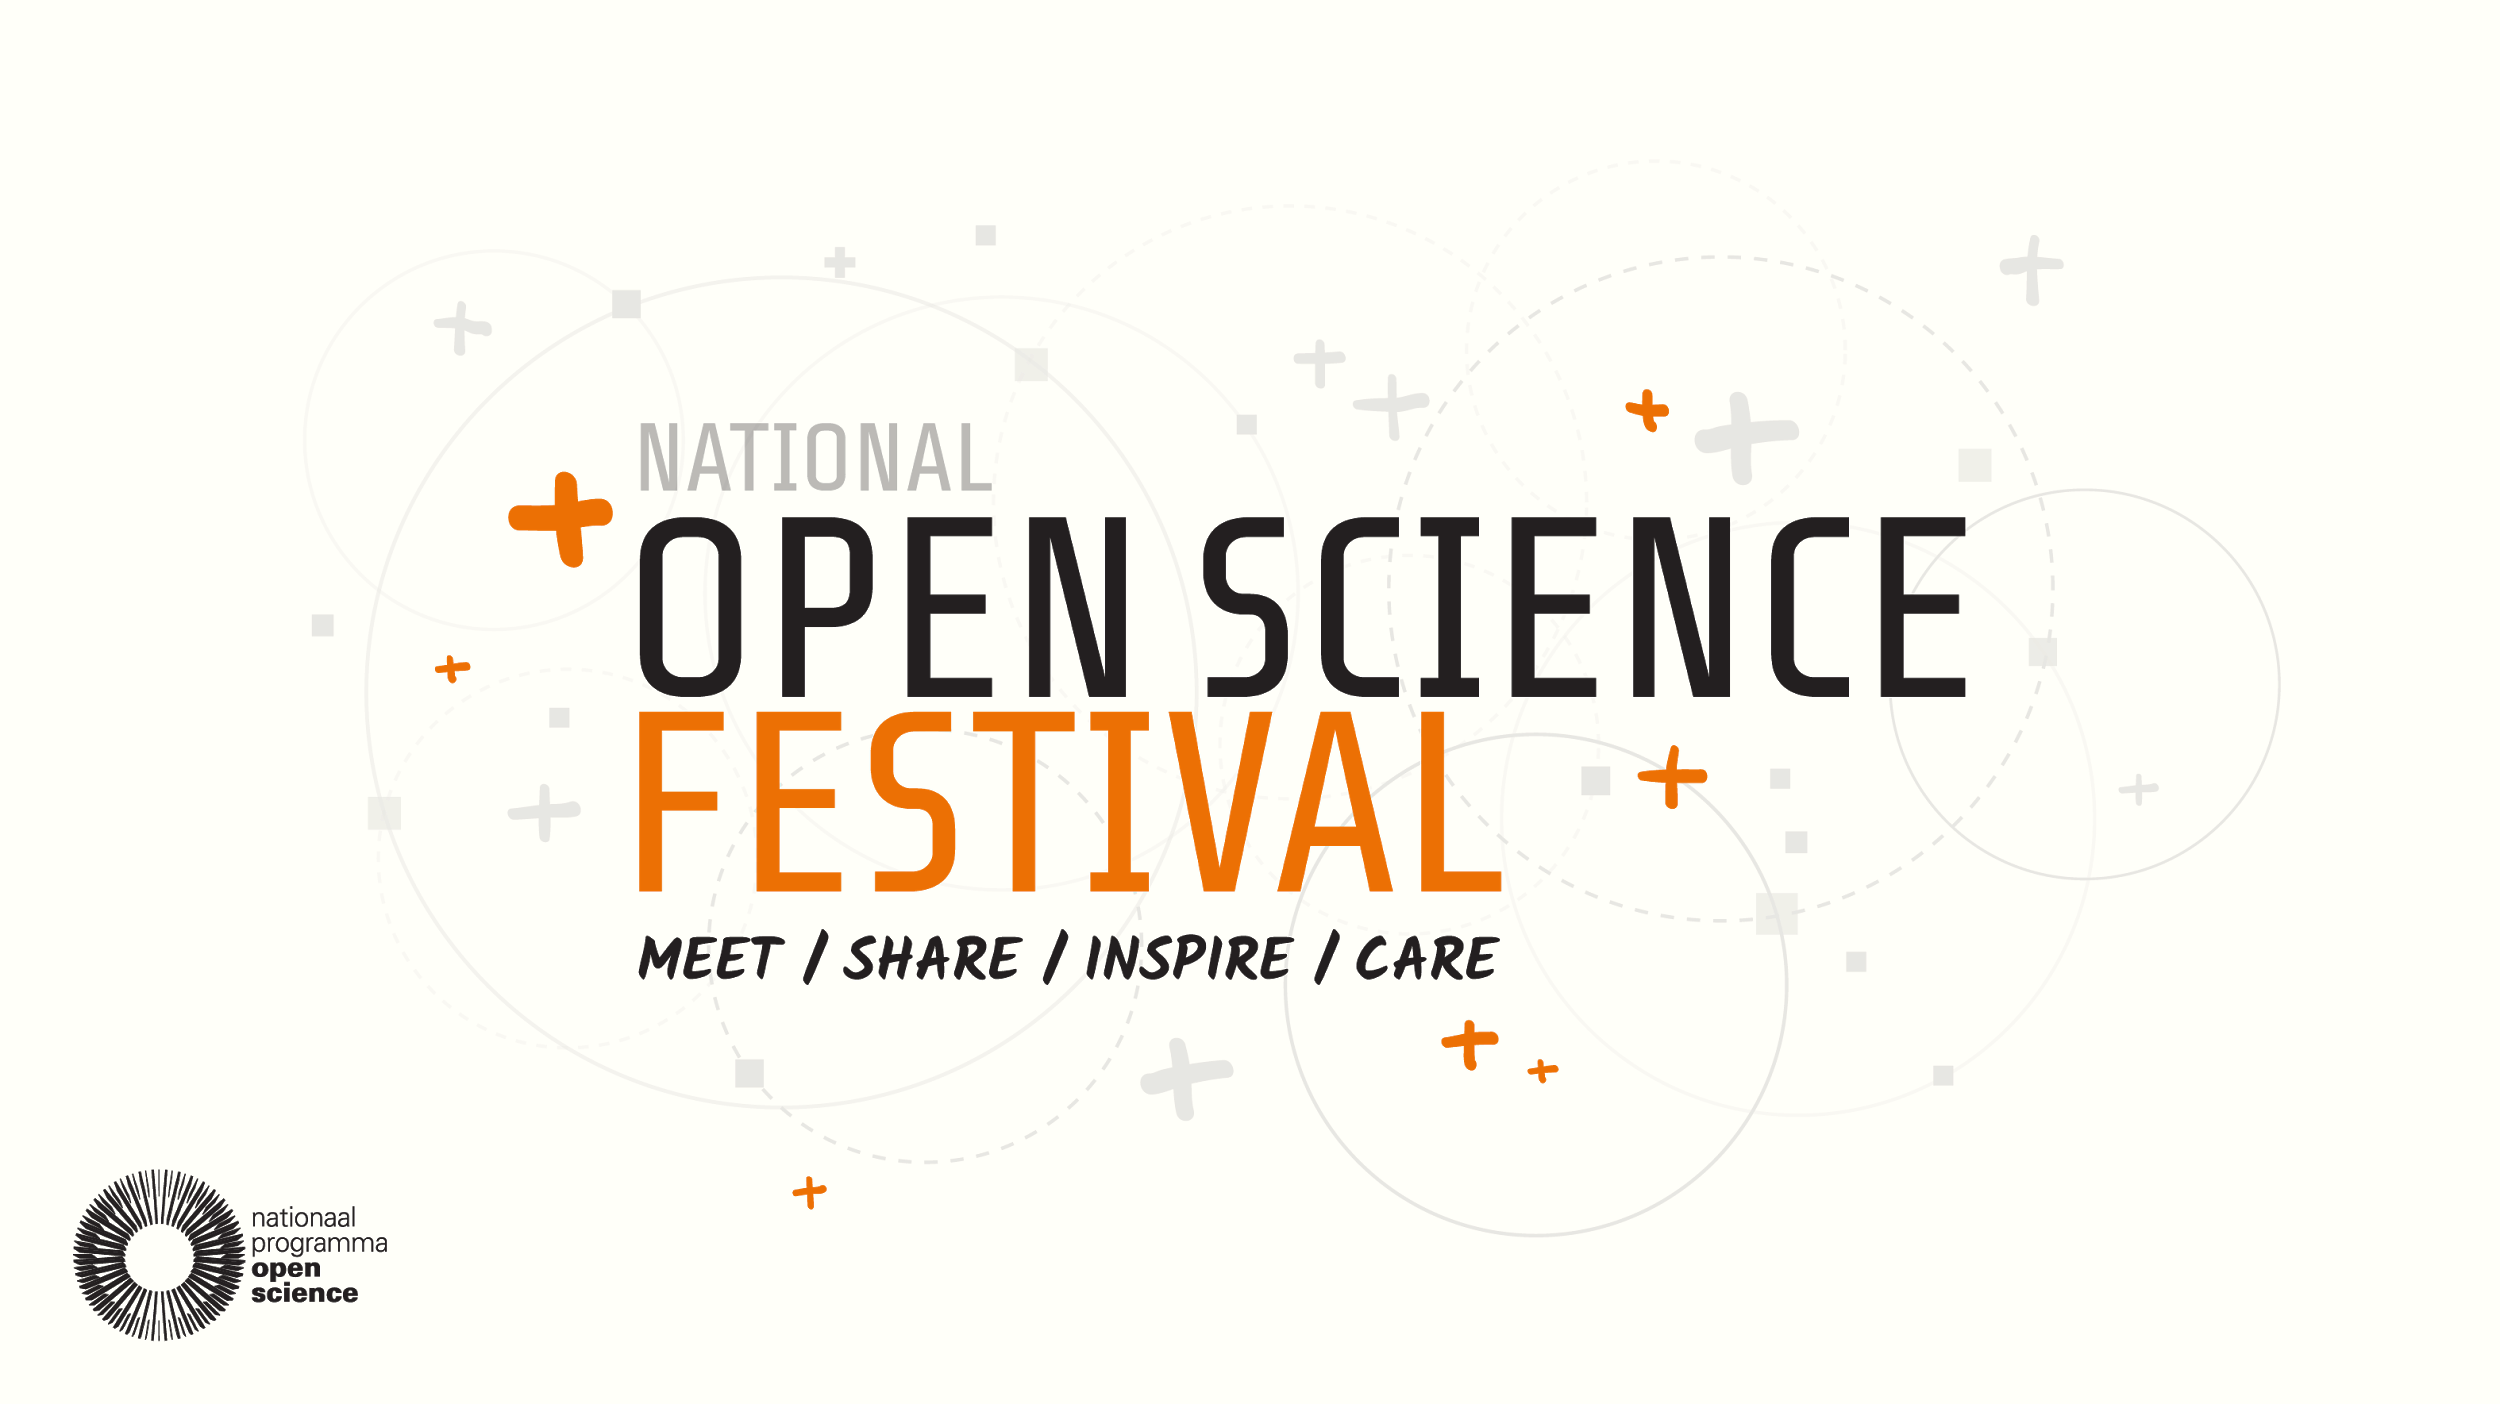 NATIONAL
OPEN SCIENCE
FESTIVAL
MEET / SHARE / INSPIRE / CARE
nationaal
programma
open
science